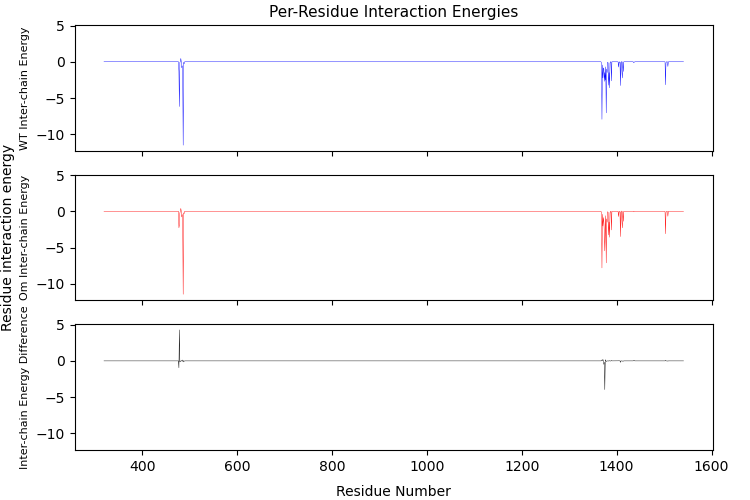 Per-Residue Interaction Energies
Residue interaction energy
WT Inter-chain Energy
5
0
−5
−10
Om Inter-chain Energy
5
0
−5
−10
Inter-chain Energy Difference
5
0
−5
−10
400 600 800 1000 1200 1400 1600
Residue Number